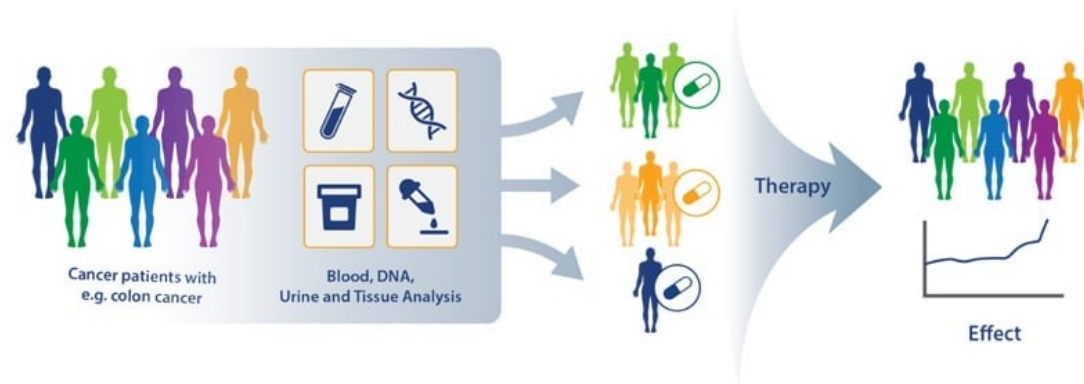 Cancer patients with
e.g. colon cancer
Blood, DNA,
Urine and Tissue Analysis
Therapy
Effect